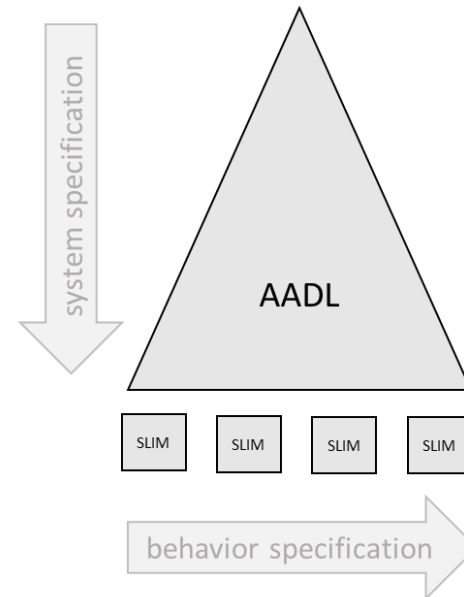 system specification
AADL
SLIM SLIM SLIM SLIM
behavior specification